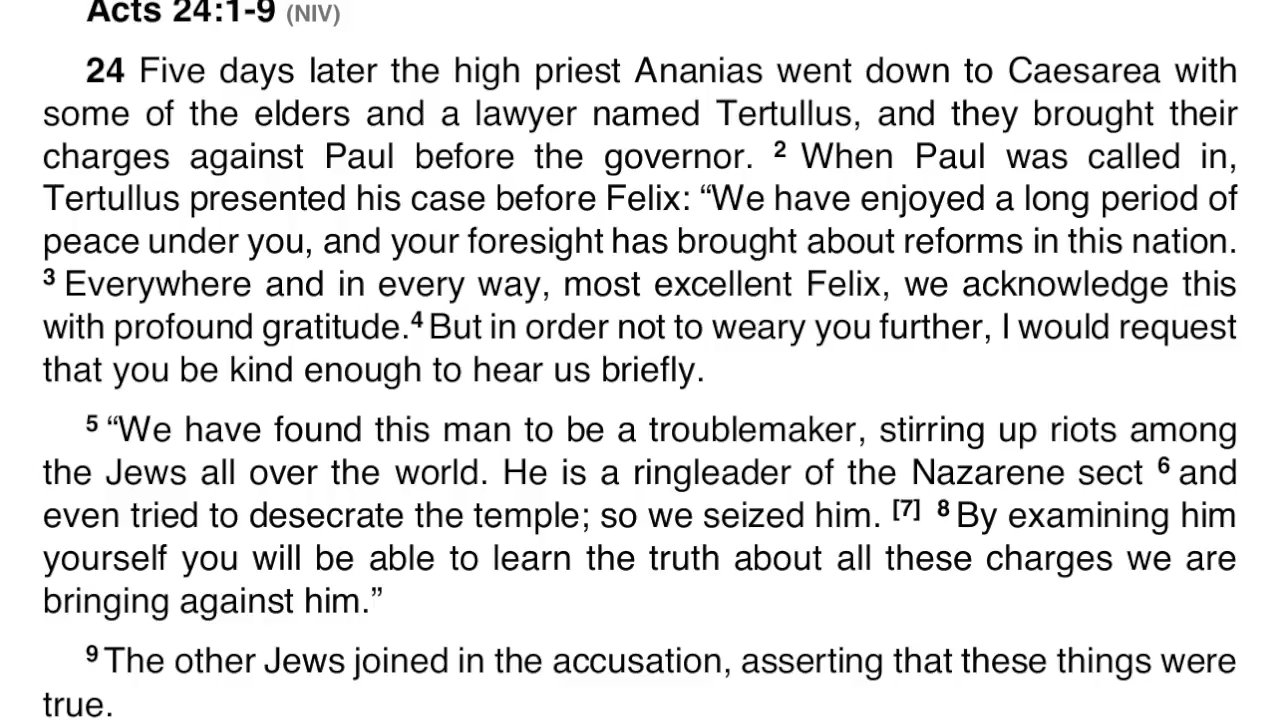 Acts 24:1-9 (NIV)
24 Five days later the high priest Ananias went down to Caesarea with
some of the elders and a lawyer named Tertullus, and they brought their
charges against Paul before the governor. 2 When Paul was called in,
Tertullus presented his case before Felix: “We have enjoyed a long period of
peace under you, and your foresight has brought about reforms in this nation.
3 Everywhere and in every way, most excellent Felix, we acknowledge this
with profound gratitude.4 But in order not to weary you further, I would request
that you be kind enough to hear us briefly.
5 “We have found this man to be a troublemaker, stirring up riots among
the Jews all over the world. He is a ringleader of the Nazarene sect 6 and
even tried to desecrate the temple; so we seized him. [7] 8 By examining him
yourself you will be able to learn the truth about all these charges we are
bringing against him.”
9 The other Jews joined in the accusation, asserting that these things were
true.